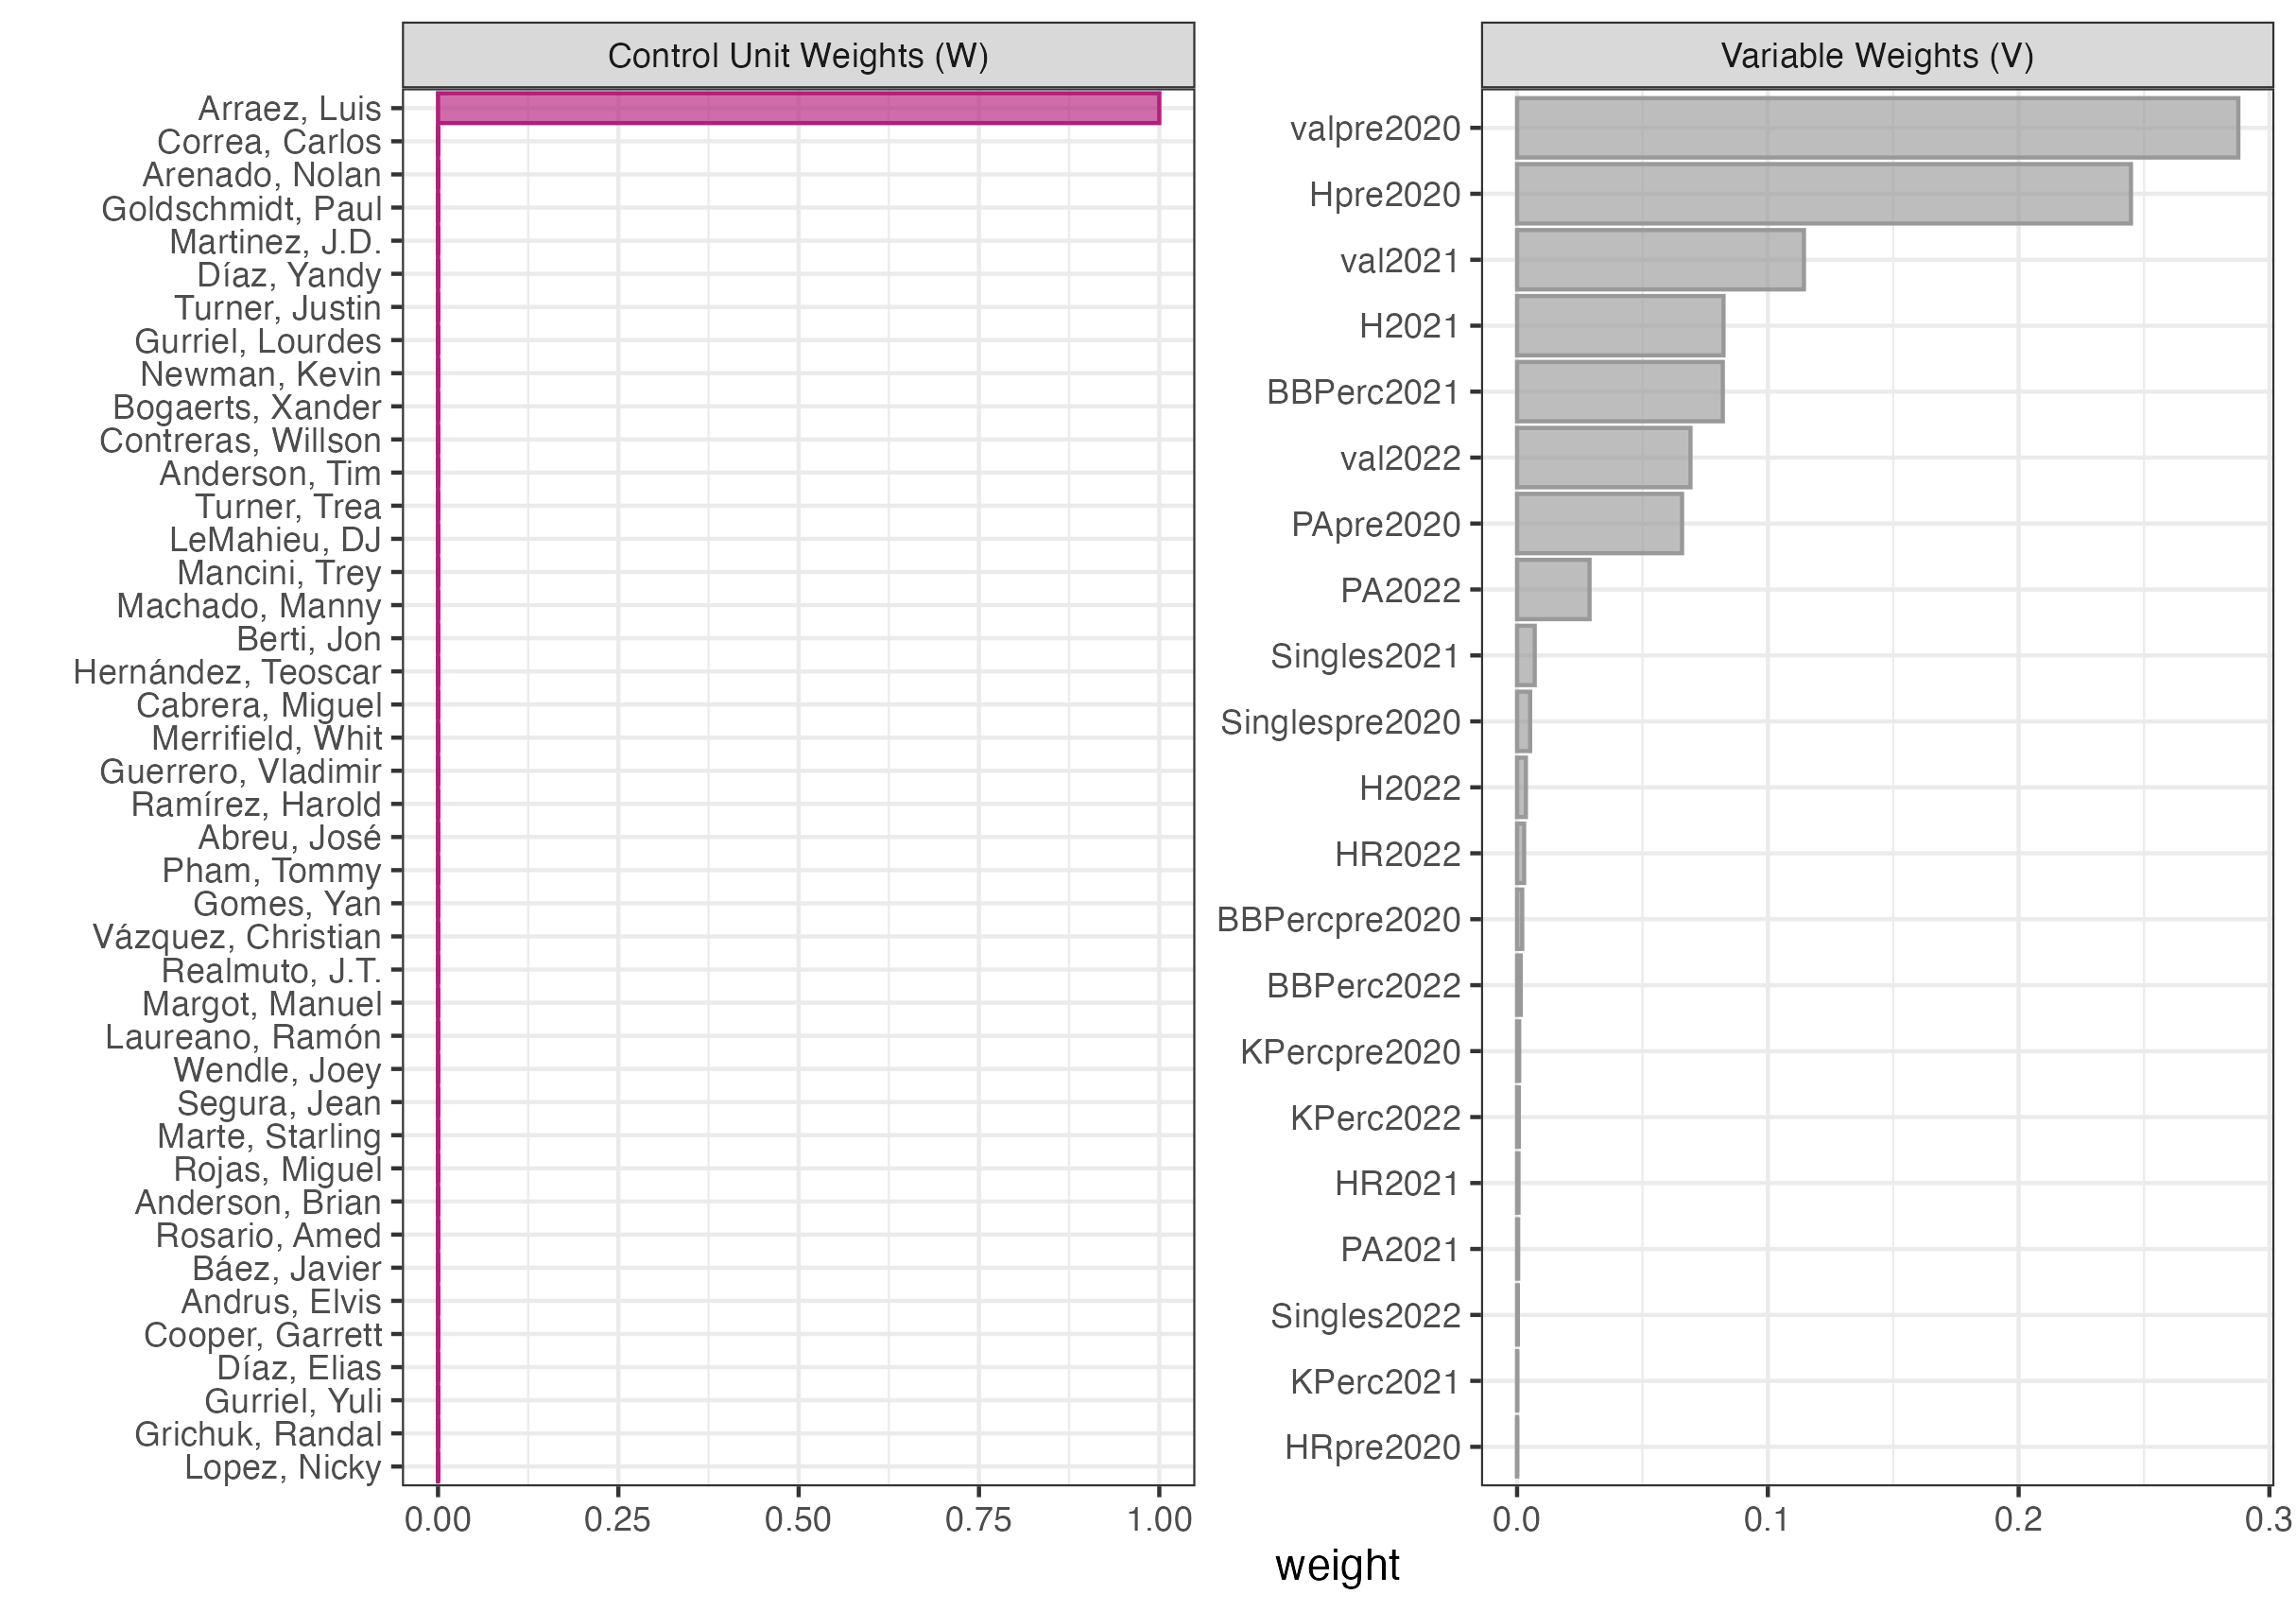 Control Unit Weights (W)
Arraez, Luis
Correa, Carlos
Arenado, Nolan
Goldschmidt, Paul
Martinez, J.D.
Díaz, Yandy
Turner, Justin
Gurriel, Lourdes
Newman, Kevin
Bogaerts, Xander
Contreras, Willson
Anderson, Tim
Turner, Trea
LeMahieu, DJ
Mancini, Trey
Machado, Manny
Berti, Jon
Hernández, Teoscar
Cabrera, Miguel
Merrifield, Whit
Guerrero, Vladimir
Ramírez, Harold
Abreu, José
Pham, Tommy
Gomes, Yan
Vázquez, Christian
Realmuto, J.T.
Margot, Manuel
Laureano, Ramón
Wendle, Joey
Segura, Jean
Marte, Starling
Rojas, Miguel
Anderson, Brian
Rosario, Amed
Báez, Javier
Andrus, Elvis
Cooper, Garrett
Díaz, Elias
Gurriel, Yuli
Grichuk, Randal
Lopez, Nicky
0.00 0.25 0.50 0.75 1.00
Variable Weights (V)
valpre2020
Hpre2020
val2021
H2021
BBPerc2021
val2022
PApre2020
PA2022
Singles2021
Singlespre2020
H2022
HR2022
BBPercpre2020
BBPerc2022
KPercpre2020
KPerc2022
HR2021
PA2021
Singles2022
KPerc2021
HRpre2020
0.0 0.1 0.2 0.3
weight